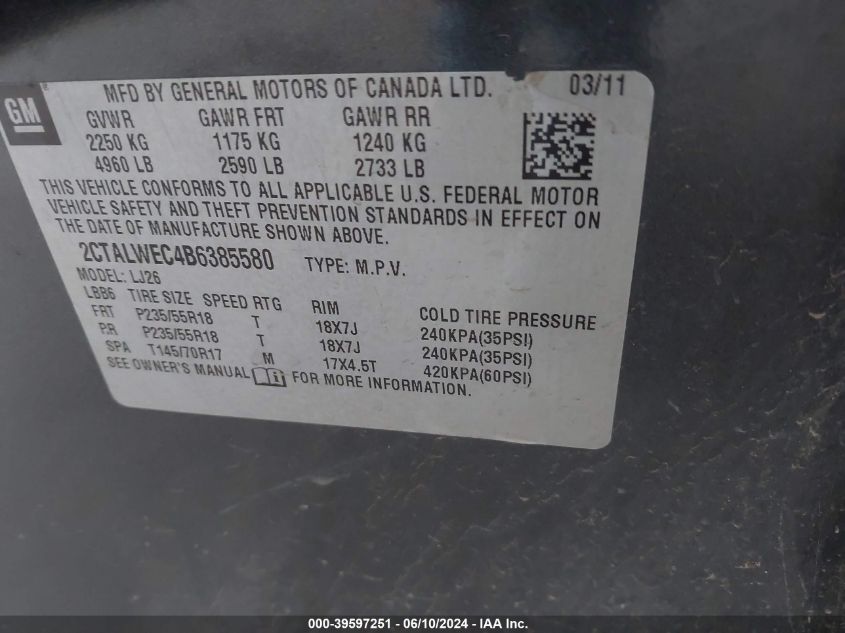 GM
®
MFD BY GENERAL MOTORS OF CANADA LTD. 03/11
GVWR GAWR FRT GAWR RR
2250 KG 1175 KG 1240 KG
4960 LB 2590 LB 2733 LB
THIS VEHICLE CONFORMS TO ALL APPLICABLE U.S. FEDERAL MOTOR
VEHICLE SAFETY AND THEFT PREVENTION STANDARDS IN EFFECT ON
THE DATE OF MANUFACTURE SHOWN ABOVE.
2CTALWEC4B6385580 TYPE: M.P.V.
MODEL: LJ26
LBB6 TIRE SIZE SPEED RTG RIM COLD TIRE PRESSURE
FRT P235/55R18 T 18X7J 240KPA(35PSI)
RR P235/55R18 T 18X7J 240KPA(35PSI)
SPA T145/70R17 M 17X4.5T 420KPA(60PSI)
SEE OWNER'S MANUAL FOR MORE INFORMATION.
000-39597251 / 06/10/2024 - IAA Inc.